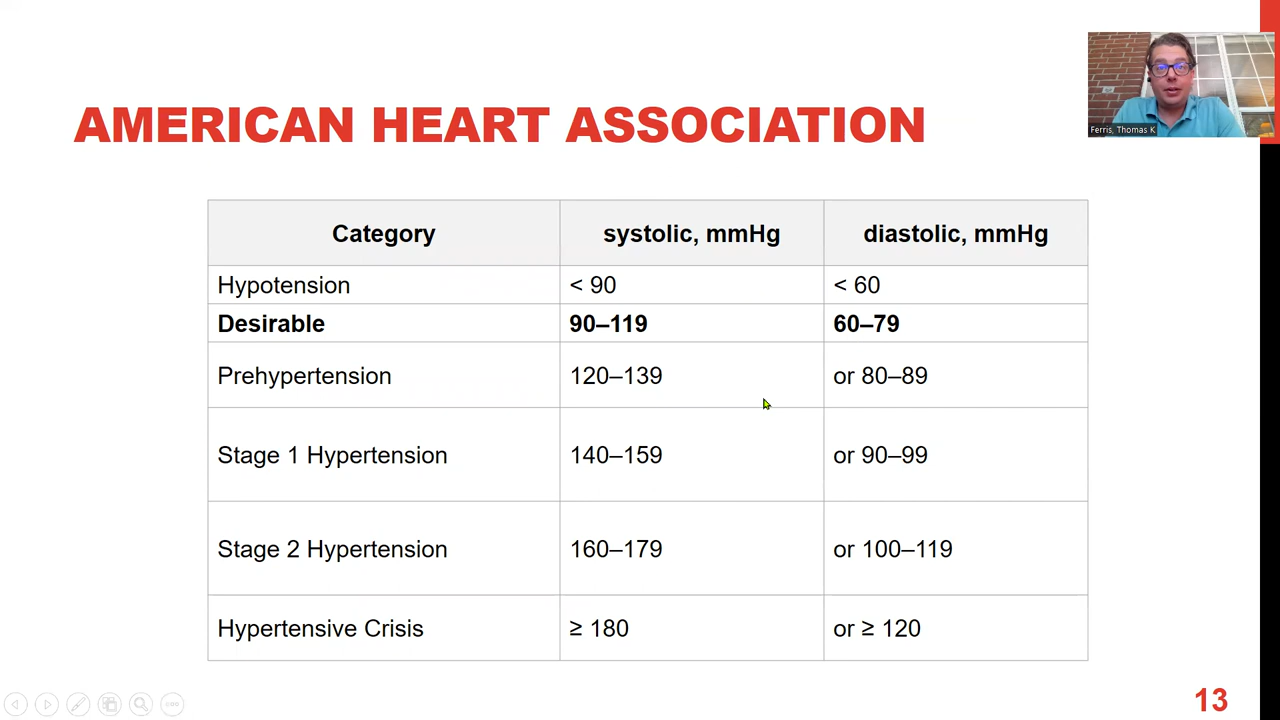 AMERICAN HEART ASSOCIATION
Ferris, Thomas K
Category systolic, mmHg diastolic, mmHg
Hypotension < 90 < 60
Desirable 90–119 60–79
Prehypertension 120–139 or 80–89
Stage 1 Hypertension 140–159 or 90–99
Stage 2 Hypertension 160–179 or 100–119
Hypertensive Crisis ≥ 180 or ≥ 120
13